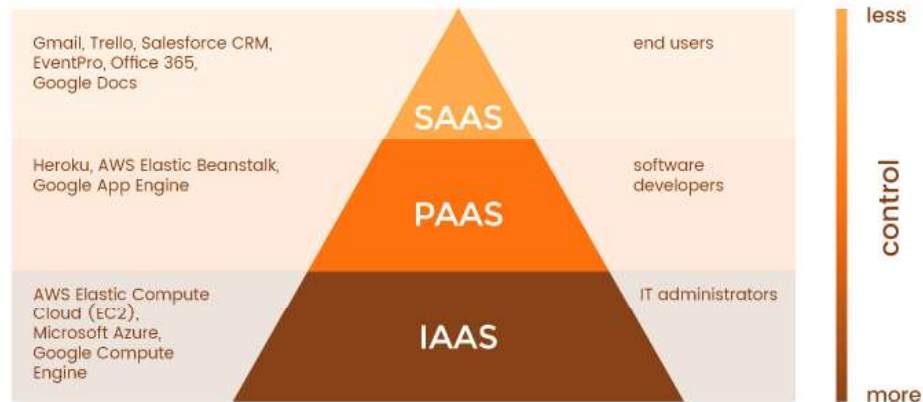 Gmail, Trello, Salesforce CRM,
EventPro, Office 365,
Google Docs
SAAS
end users
Heroku, AWS Elastic Beanstalk,
Google App Engine
PAAS
software
developers
AWS Elastic Compute
Cloud (EC2),
Microsoft Azure,
Google Compute
Engine
IAAS
IT administrators
less
control
more